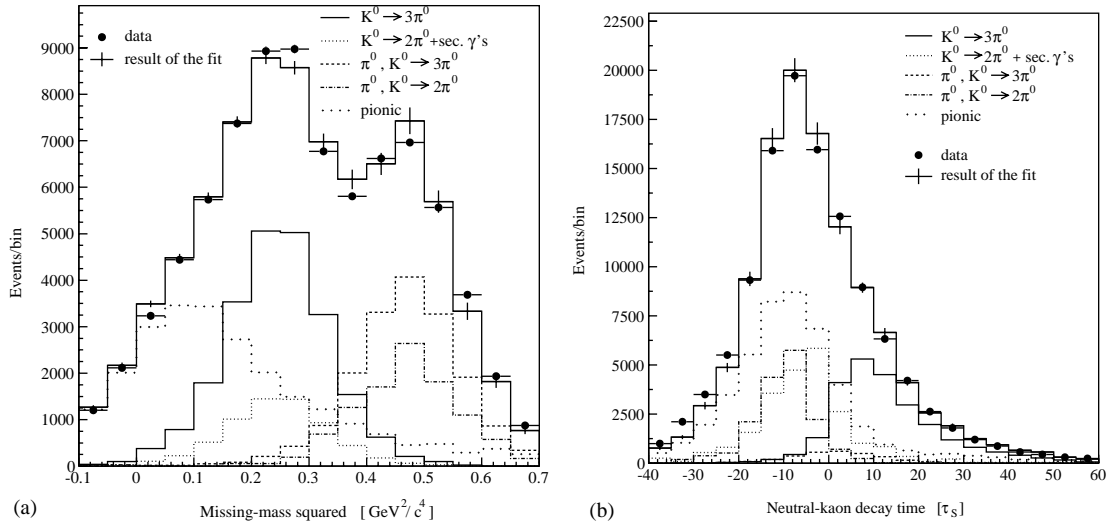 K⁰→3π⁰
K⁰→2π⁰+sec. γ's
π⁰ , K⁰→3π⁰
π⁰ , K⁰→2π⁰
pionic
data
result of the fit
9000
8000
7000
6000
5000
4000
3000
2000
1000
0
Events/bin
-0.1 0 0.1 0.2 0.3 0.4 0.5 0.6 0.7
(a) Missing-mass squared [GeV²/c⁴]
K⁰→3π⁰
K⁰→2π⁰ + sec. γ's
π⁰ , K⁰→3π⁰
π⁰ , K⁰→2π⁰
pionic
data
result of the fit
22500
20000
17500
15000
12500
10000
7500
5000
2500
0
Events/bin
-40 -30 -20 -10 0 10 20 30 40 50 60
(b) Neutral-kaon decay time [τS]